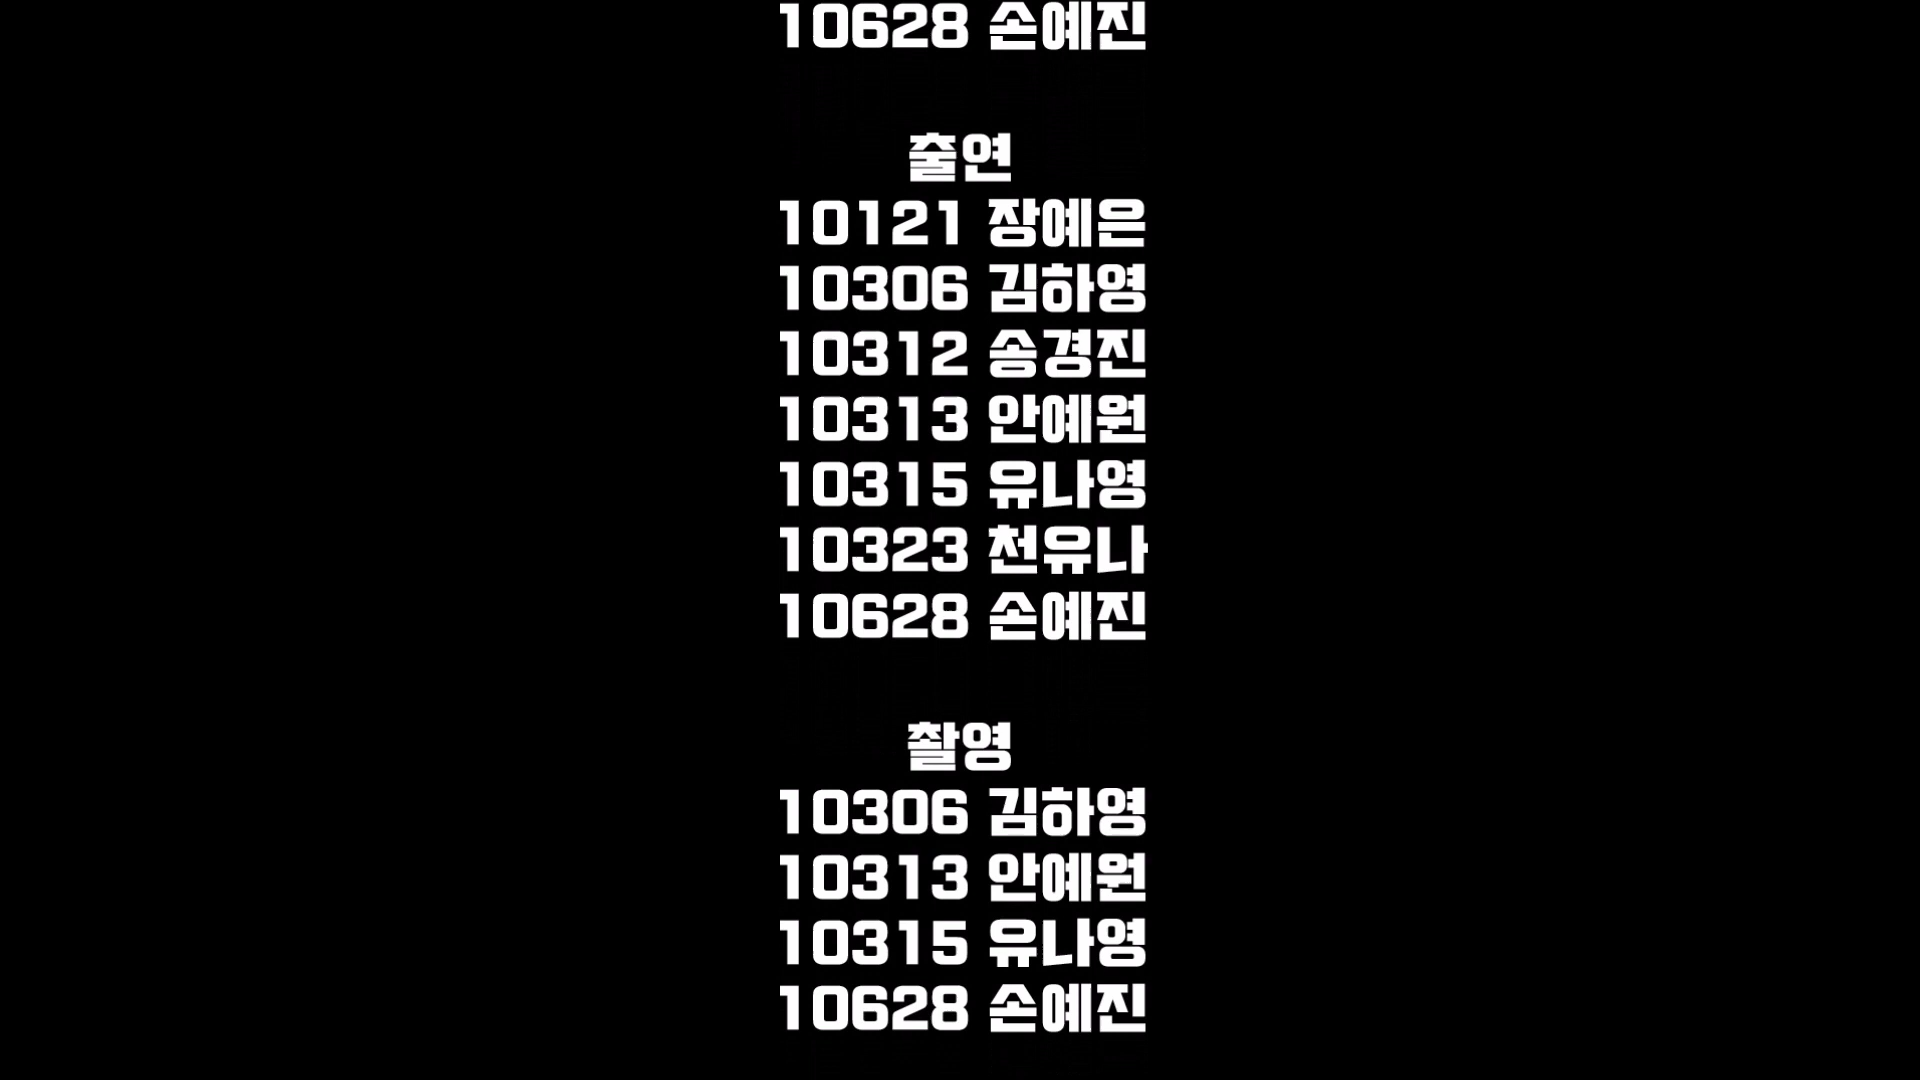 10628 손예진
출연
10121 장예은
10306 김하영
10312 송경진
10313 안예원
10315 유나영
10323 천유나
10628 손예진
촬영
10306 김하영
10313 안예원
10315 유나영
10628 손예진